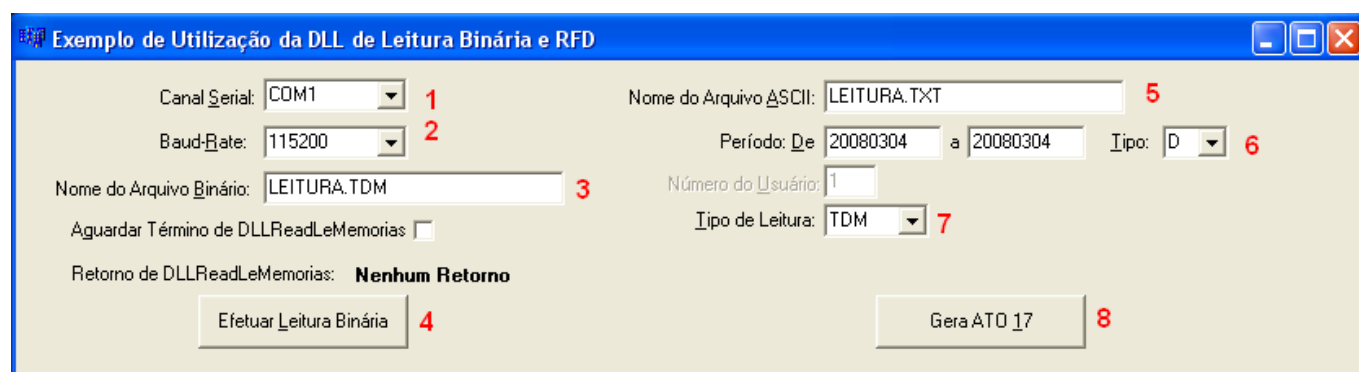 Exemplo de Utilização da DLL de Leitura Binária e RFD
Canal Serial: COM1 1
Baud-Rate: 115200 2
Nome do Arquivo Binário: LEITURA.TDM 3
Aguardar Término de DLLReadLeMemorias
Retorno de DLLReadLeMemorias: Nenhum Retorno
Efetuar Leitura Binária 4
Nome do Arquivo ASCII: LEITURA.TXT 5
Período: De 20080304 a 20080304 Tipo: D 6
Número do Usuário: 1
Tipo de Leitura: TDM 7
Gera ATO 17 8